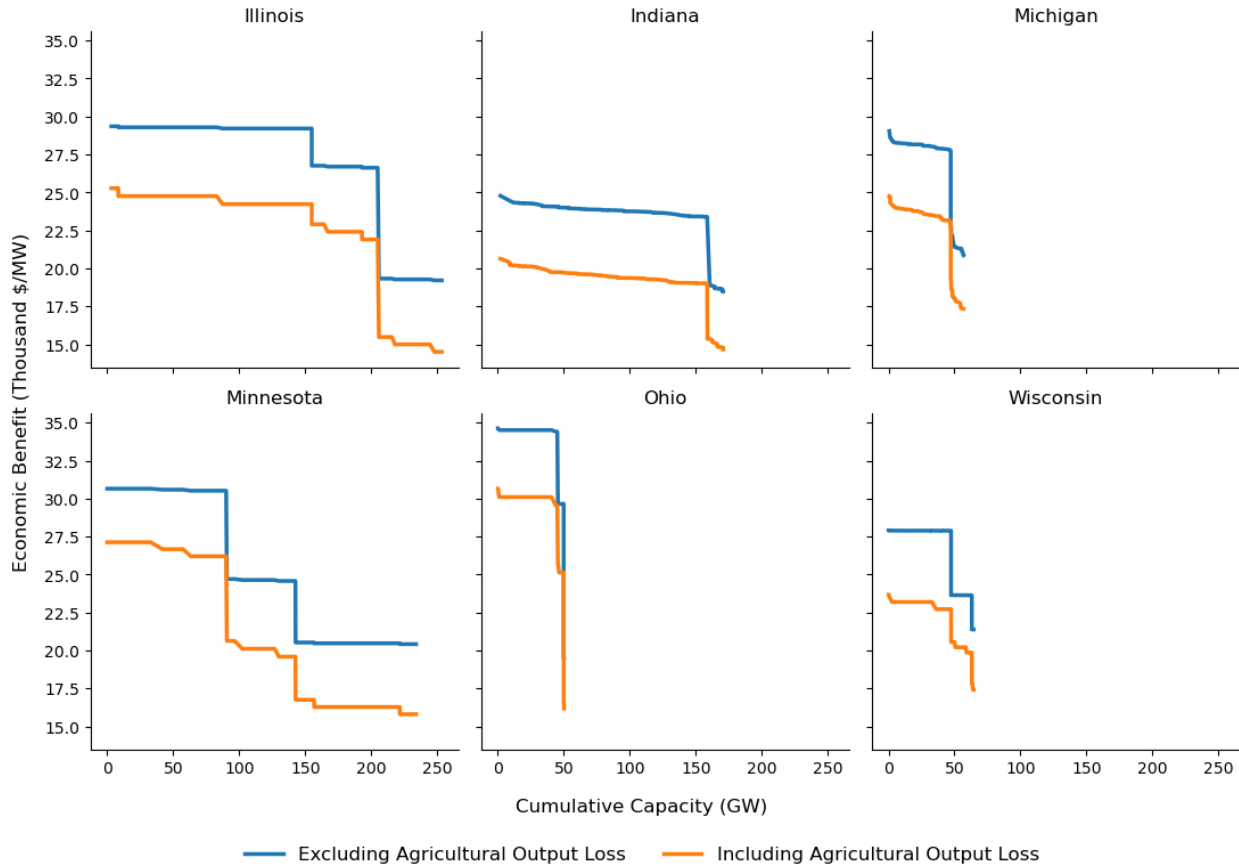 Illinois
Indiana
Michigan
35.0
32.5
30.0
27.5
25.0
22.5
20.0
17.5
15.0
Minnesota
Ohio
Wisconsin
35.0
32.5
30.0
27.5
25.0
22.5
20.0
17.5
15.0
Economic Benefit (Thousand $/MW)
0 50 100 150 200 250
0 50 100 150 200 250
0 50 100 150 200 250
Cumulative Capacity (GW)
Excluding Agricultural Output Loss
Including Agricultural Output Loss